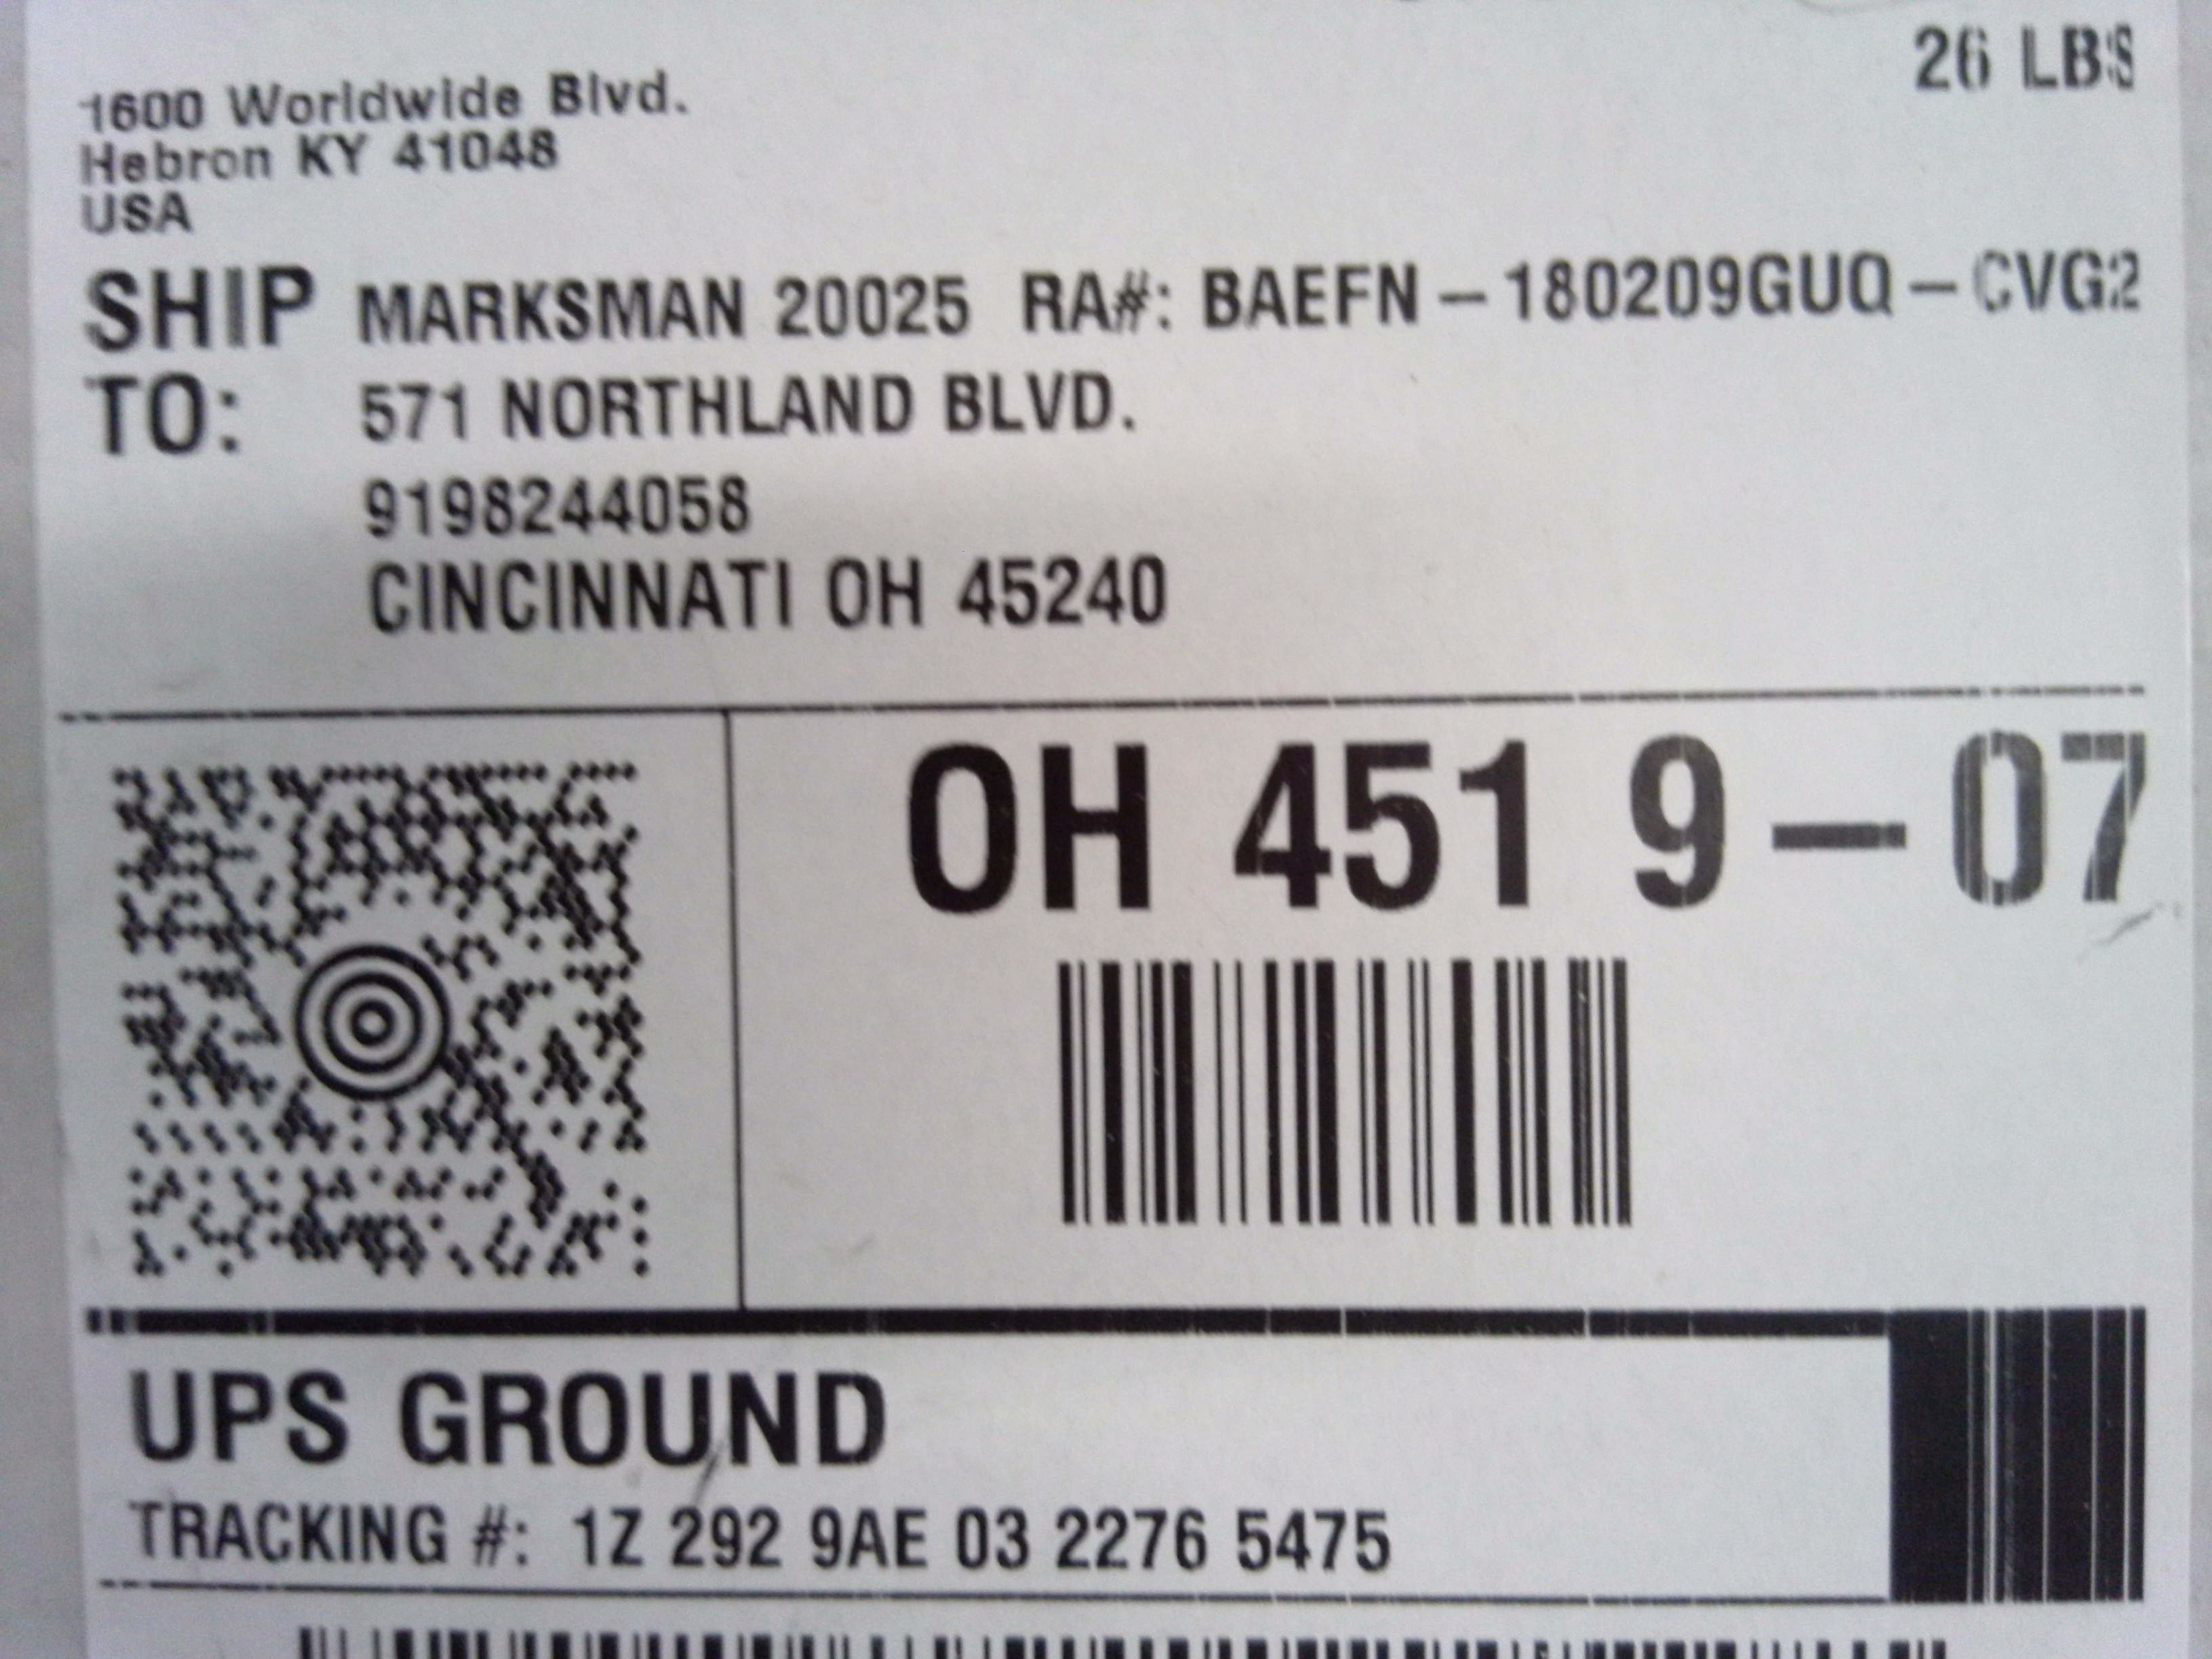 26 LBS
1600 Worldwide Blvd.
Hebron KY 41048
USA
SHIP TO:
MARKSMAN 20025 RA#: BAEFN-180209GUQ-CVG2
571 NORTHLAND BLVD.
9198244058
CINCINNATI OH 45240
OH 451 9-07
UPS GROUND
TRACKING #: 1Z 292 9AE 03 2276 5475